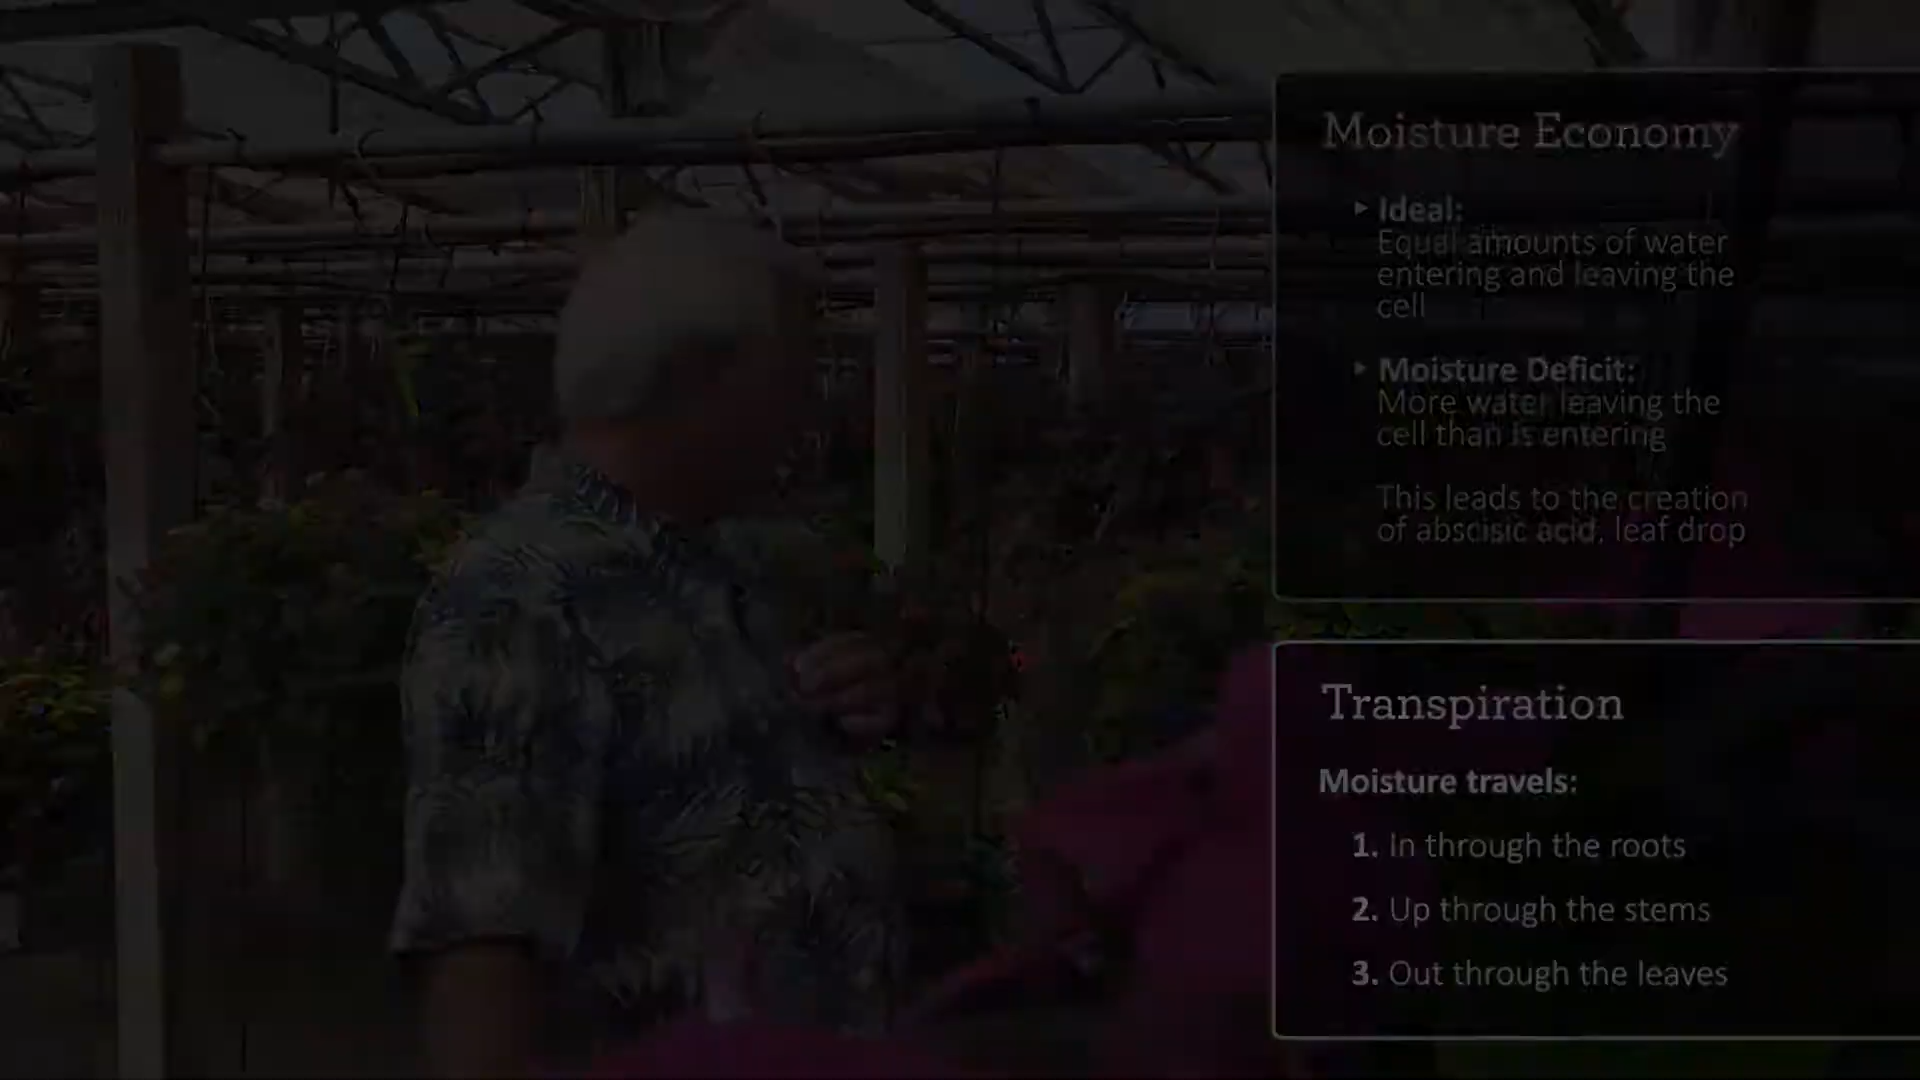 Moisture Economy
‣ Ideal:
Equal amounts of water
entering and leaving the
cell
‣ Moisture Deficit:
More water leaving the
cell than is entering
This leads to the creation
of abscisic acid, leaf drop
Transpiration
Moisture travels:
1. In through the roots
2. Up through the stems
3. Out through the leaves